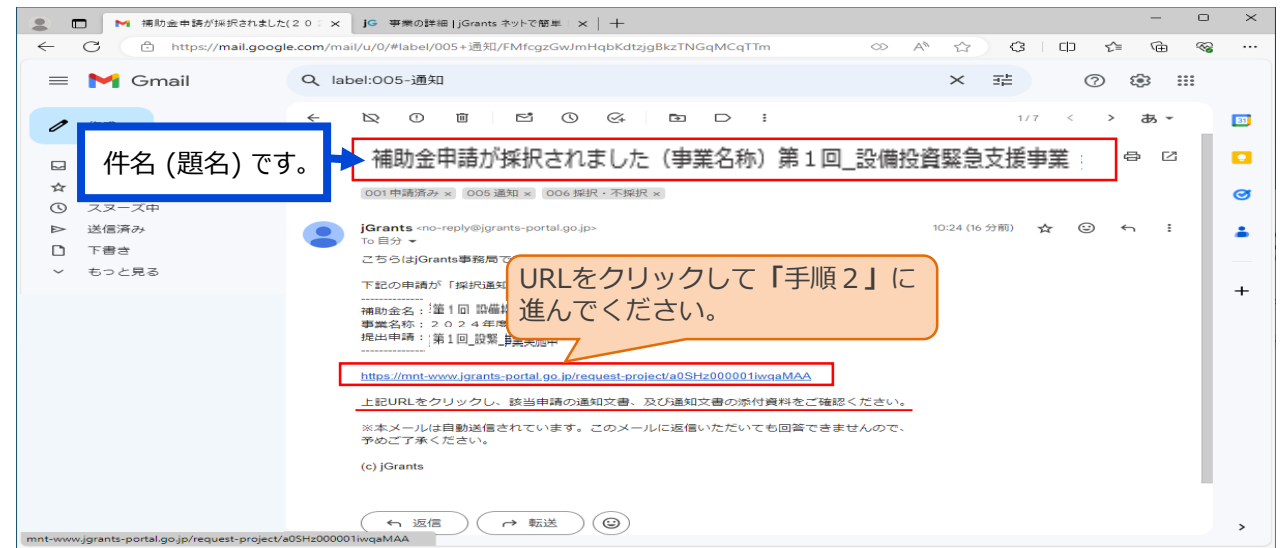 補助金申請が採択されました(２０
jG 事業の詳細 | jGrants ネットで簡単
https://mail.google.com/mail/u/0/#label/005+通知/FMfcgzGwJmHqbKdtzjgBkzTNGqMCqTTm
Gmail
label:005-通知
1/7
あ
件名 (題名) です。
補助金申請が採択されました（事業名称）第１回_設備投資緊急支援事業
001 申請済み × 005 通知 × 006 採択・不採択 ×
スヌーズ中
送信済み
下書き
もっと見る
jGrants <no-reply@jgrants-portal.go.jp>
10:24 (16 分前)
To 自分
こちらはjGrants事務局で
下記の申請が「採択通知
URLをクリックして「手順２」に
進んでください。
補助金名：第１回
事業名称：２０２４年度
提出申請：第１回_設緊_事業実施中
https://mnt-www.jgrants-portal.go.jp/request-project/a0SHz000001iwqaMAA
上記URLをクリックし、該当申請の通知文書、及び通知文書の添付資料をご確認ください。
※本メールは自動送信されています。このメールに返信いただいても回答できませんので、
予めご了承ください。
(c) jGrants
返信
転送
mnt-www.jgrants-portal.go.jp/request-project/a0SHz000001iwqaMAA
31